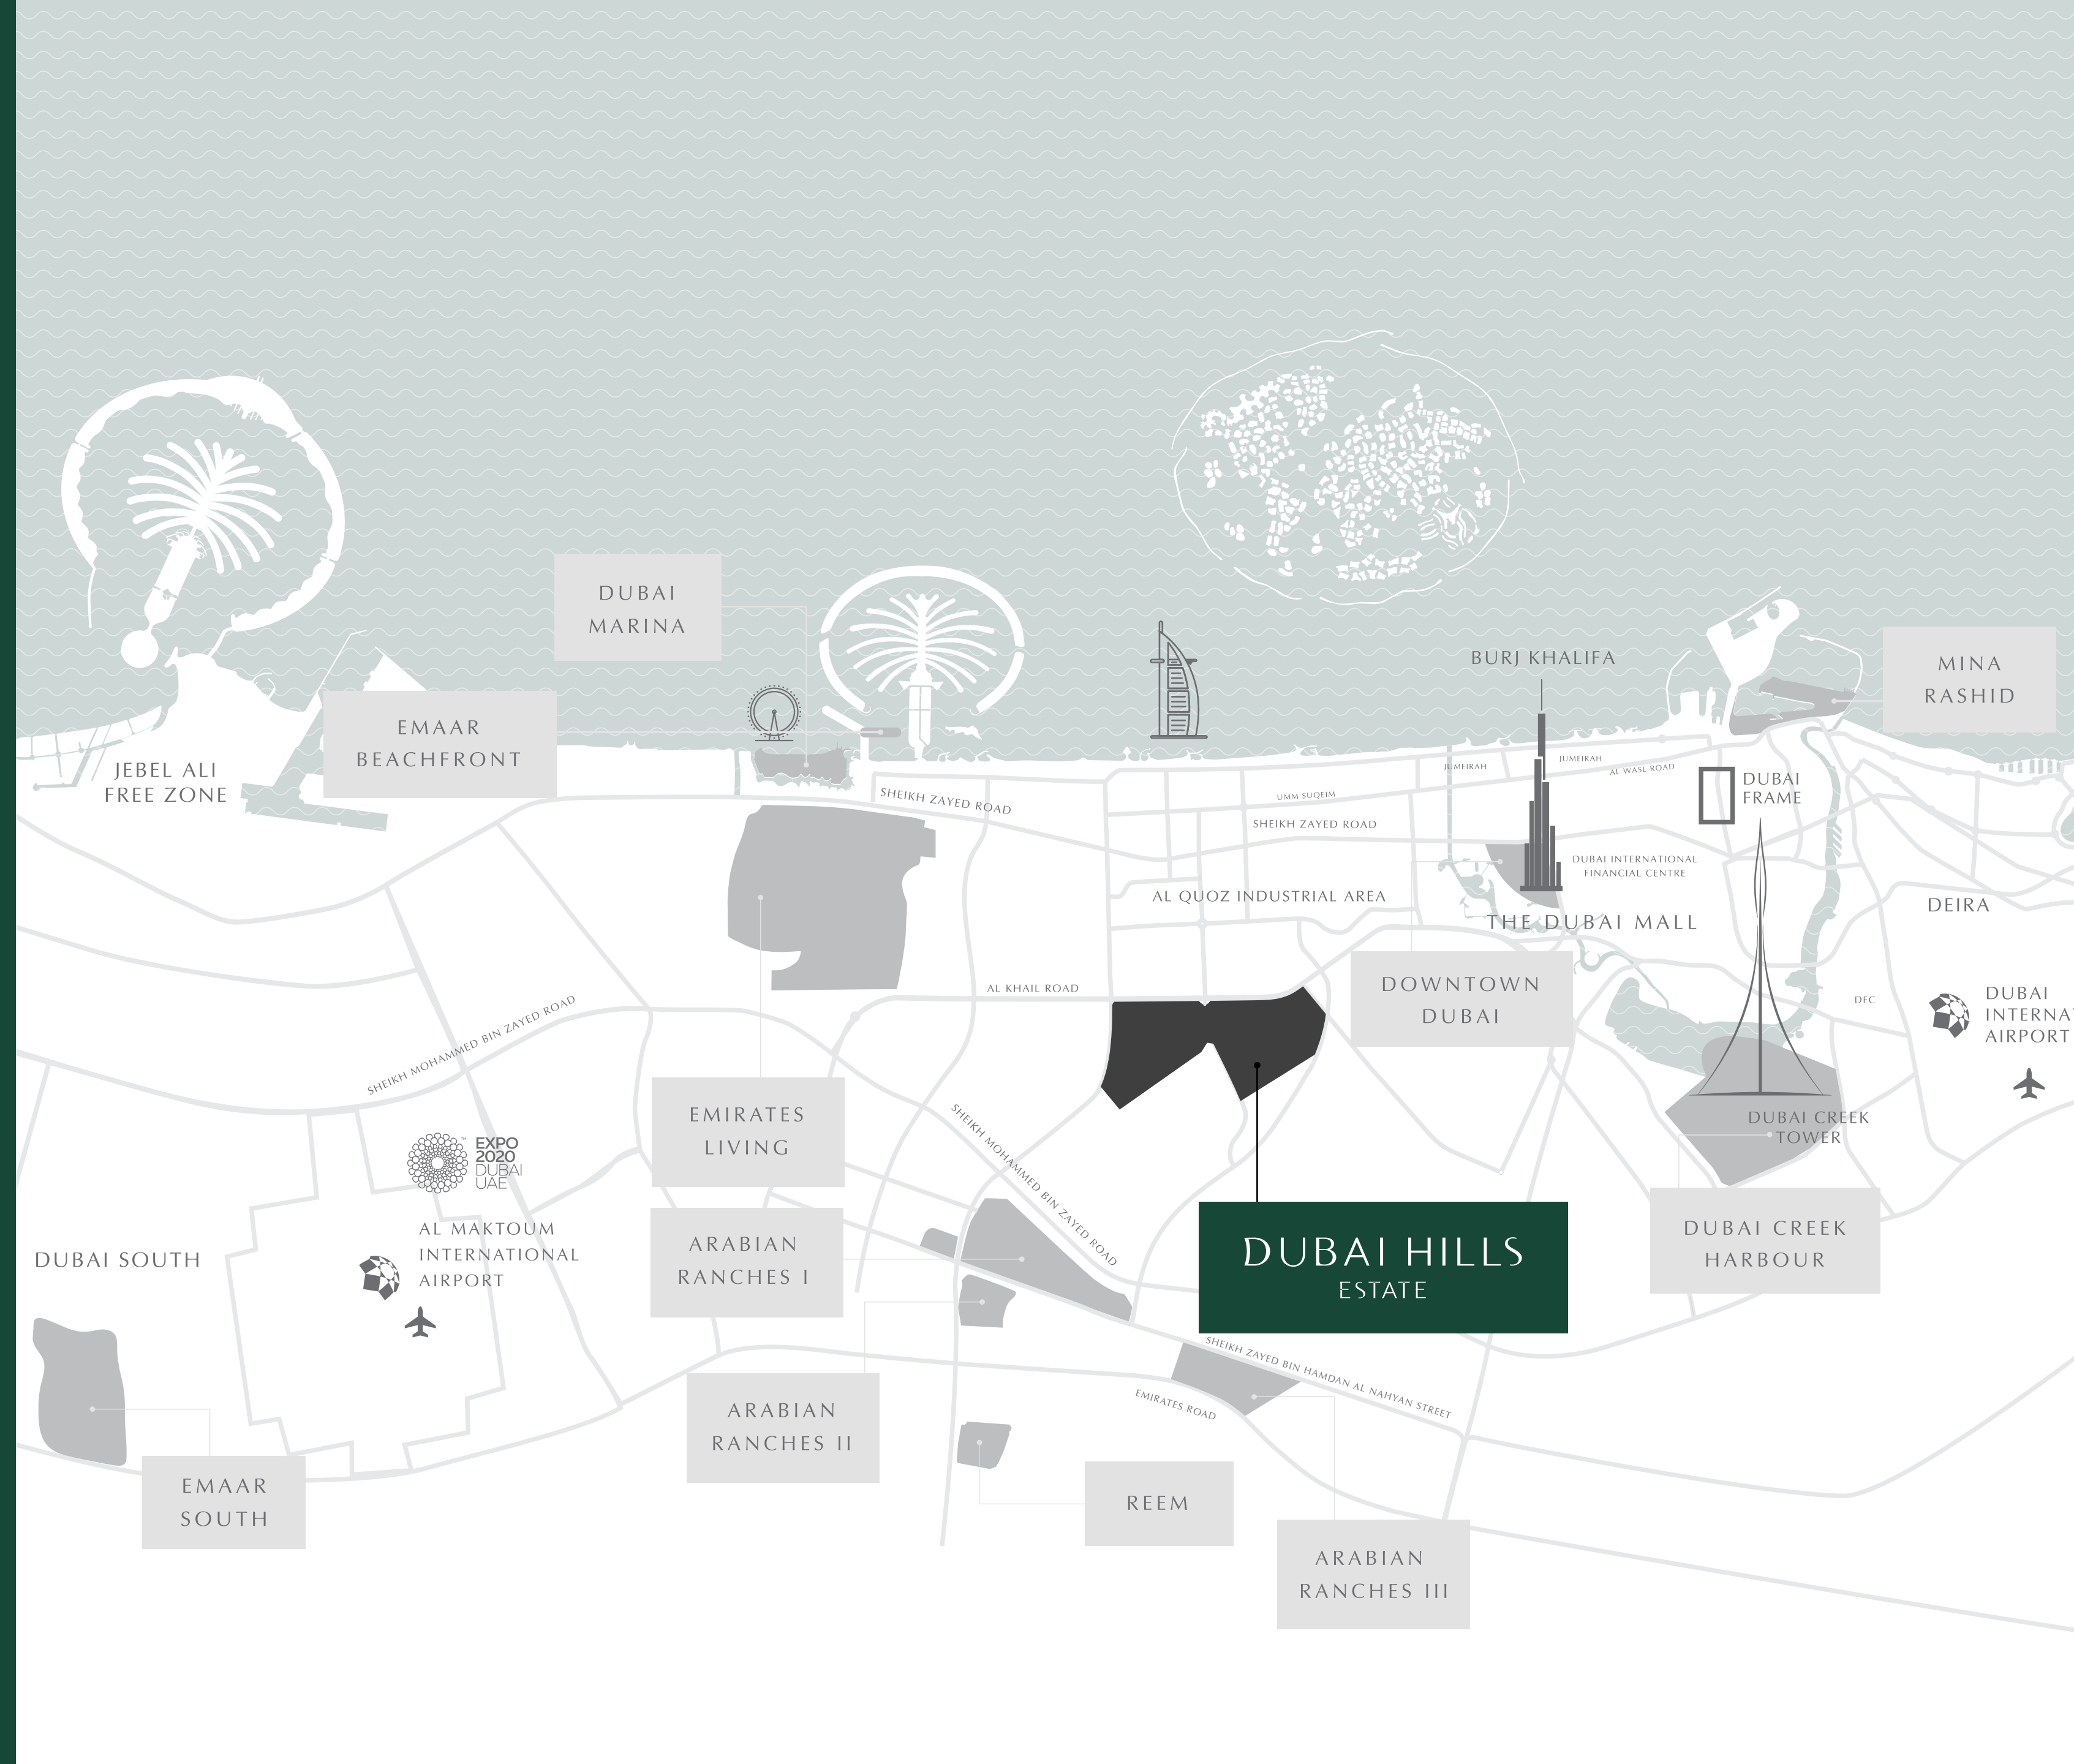 DUBAI
MARINA
BURJ KHALIFA
MINA
RASHID
EMAAR
BEACHFRONT
JEBEL ALI
FREE ZONE
JUMEIRAH
JUMEIRAH
AL WASL ROAD
DUBAI
FRAME
SHEIKH ZAYED ROAD
UMM SUQEIM
SHEIKH ZAYED ROAD
DUBAI INTERNATIONAL
FINANCIAL CENTRE
AL QUOZ INDUSTRIAL AREA
THE DUBAI MALL
DEIRA
DOWNTOWN
DUBAI
AL KHAIL ROAD
DFC
DUBAI
INTERNA
AIRPORT
SHEIKH MOHAMMED BIN ZAYED ROAD
EMIRATES
LIVING
SHEIKH MOHAMMED BIN ZAYED ROAD
DUBAI CREEK
TOWER
EXPO
2020
DUBAI
UAE
™
AL MAKTOUM
INTERNATIONAL
AIRPORT
DUBAI SOUTH
ARABIAN
RANCHES I
DUBAI HILLS
ESTATE
DUBAI CREEK
HARBOUR
SHEIKH ZAYED BIN HAMDAN AL NAHYAN STREET
EMIRATES ROAD
ARABIAN
RANCHES II
EMAAR
SOUTH
REEM
ARABIAN
RANCHES III